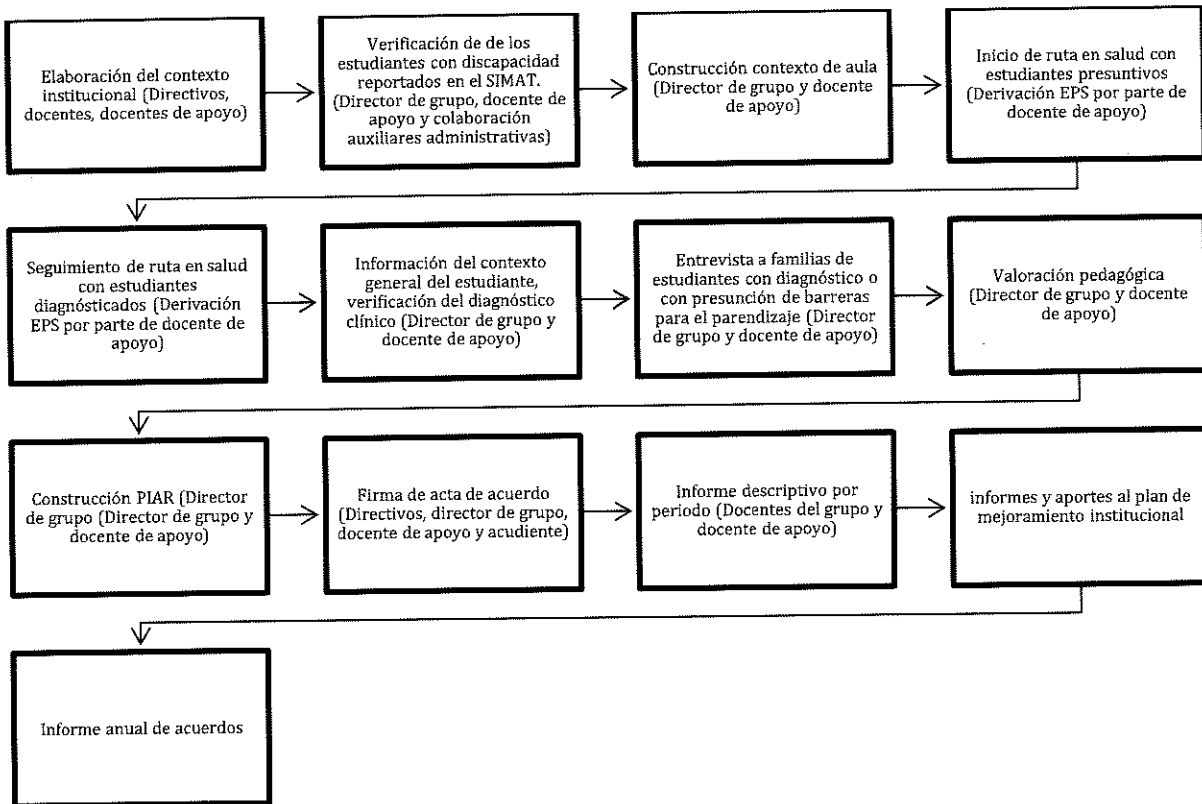 Elaboración del contexto
institucional (Directivos,
docentes, docentes de apoyo)
Verificación de de los
estudiantes con discapacidad
reportados en el SIMAT.
(Director de grupo, docente de
apoyo y colaboración
auxiliares administrativas)
Construcción contexto de aula
(Director de grupo y docente
de apoyo)
Inicio de ruta en salud con
estudiantes presuntivos
(Derivación EPS por parte de
docente de apoyo)
Seguimiento de ruta en salud
con estudiantes
diagnósticados (Derivación
EPS por parte de docente de
apoyo)
Información del contexto
general del estudiante,
verificación del diagnóstico
clínico (Director de grupo y
docente de apoyo)
Entrevista a familias de
estudiantes con diagnóstico o
con presunción de barreras
para el parendizaje (Director
de grupo y docente de apoyo)
Valoración pedagógica
(Director de grupo y docente
de apoyo)
Construcción PIAR (Director
de grupo (Director de grupo y
docente de apoyo)
Firma de acta de acuerdo
(Directivos, director de grupo,
docente de apoyo y acudiente)
Informe descriptivo por
periodo (Docentes del grupo y
docente de apoyo)
informes y aportes al plan de
mejoramiento institucional
Informe anual de acuerdos